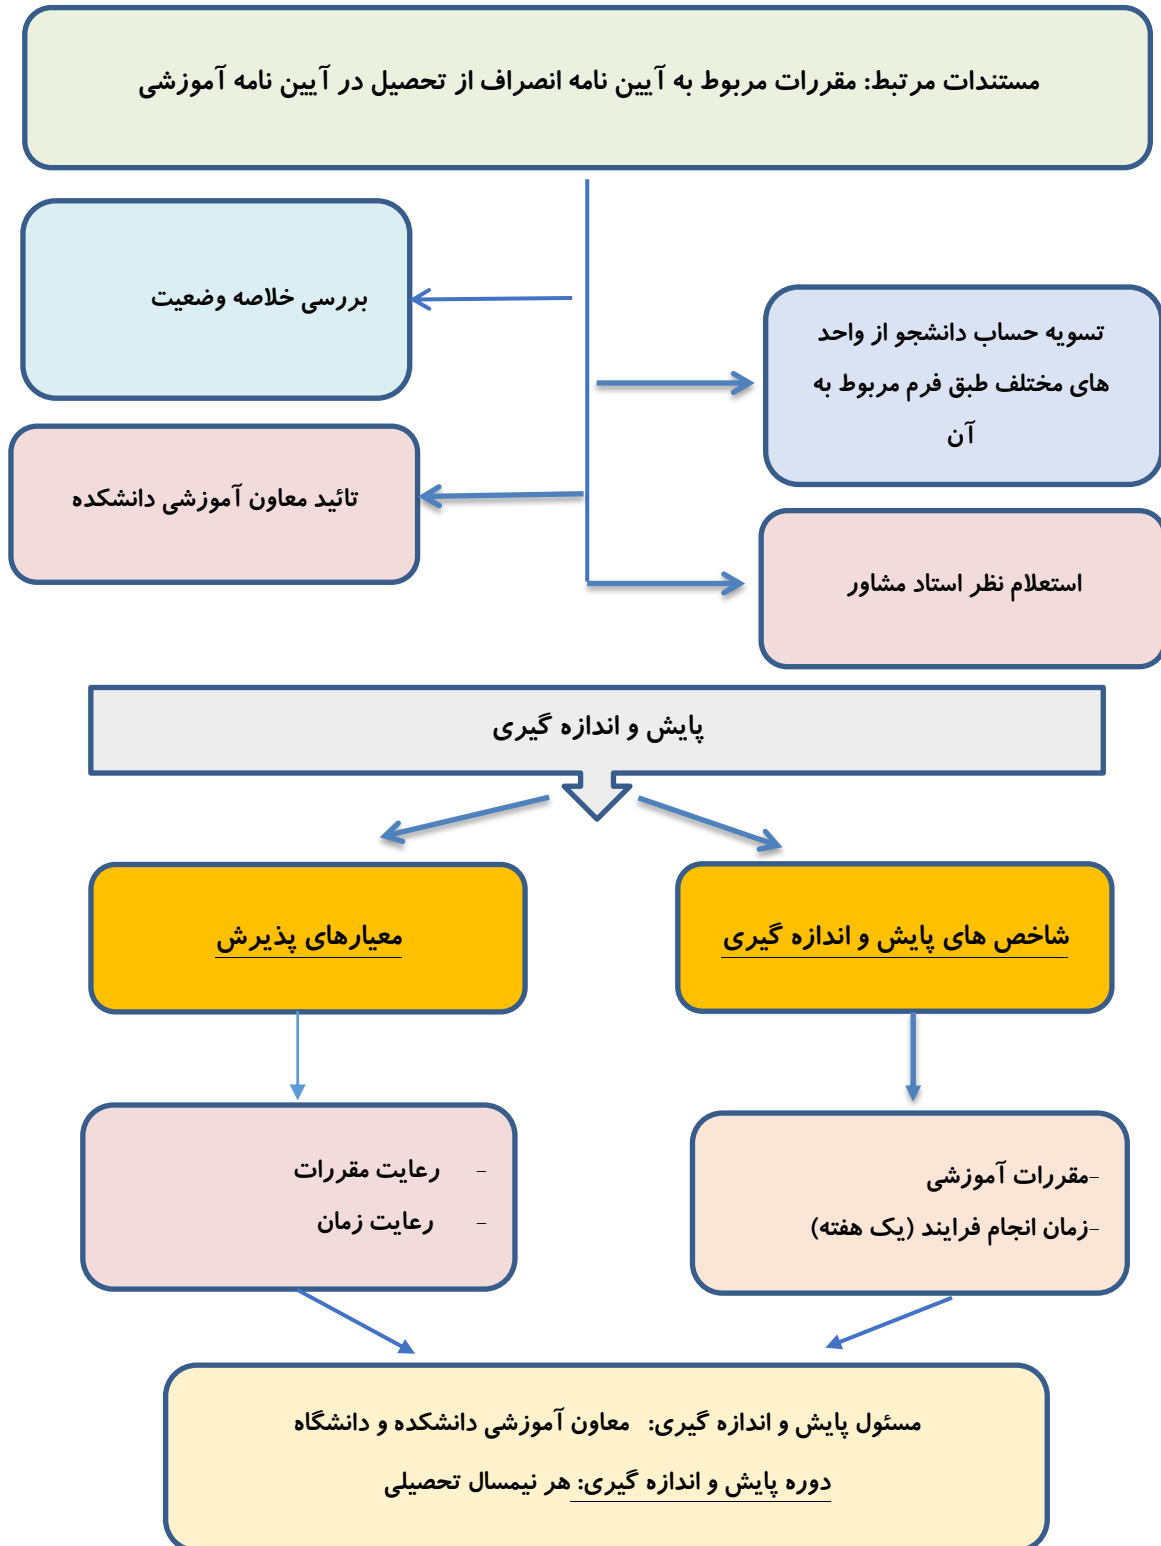 مستندات مرتبط: مقررات مربوط به آیین نامه انصراف از تحصیل در آیین نامه آموزشی
بررسی خلاصه وضعیت
تسویه حساب دانشجو از واحد
های مختلف طبق فرم مربوط به
آن
تائید معاون آموزشی دانشکده
استعلام نظر استاد مشاور
پایش و اندازه گیری
شاخص های پایش و اندازه گیری
معیارهای پذیرش
-مقررات آموزشی
-زمان انجام فرایند (یک هفته)
- رعایت مقررات
- رعایت زمان
مسئول پایش و اندازه گیری: معاون آموزشی دانشکده و دانشگاه
دوره پایش و اندازه گیری: هر نیمسال تحصیلی